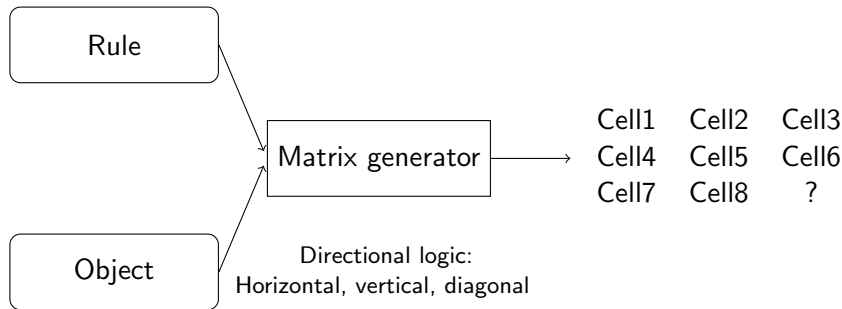 Rule
Matrix generator
Cell1 Cell2 Cell3
Cell4 Cell5 Cell6
Cell7 Cell8 ?
Object
Directional logic:
Horizontal, vertical, diagonal